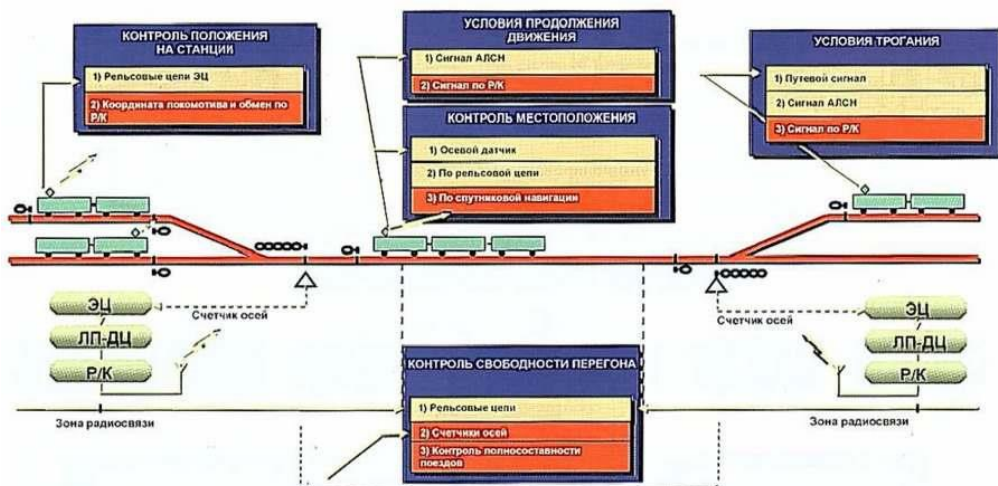 КОНТРОЛЬ ПОЛОЖЕНИЯ
НА СТАНЦИИ
1) Рельсовые цепи ЭЦ
2) Координата локомотива и обмен по
Р/К
УСЛОВИЯ ПРОДОЛЖЕНИЯ
ДВИЖЕНИЯ
1) Сигнал АЛСН
2) Сигнал по Р/К
КОНТРОЛЬ МЕСТОПОЛОЖЕНИЯ
1) Осевой датчик
2) По рельсовой цепи
3) По спутниковой навигации
УСЛОВИЯ ТРОГАНИЯ
1) Путевой сигнал
2) Сигнал АЛСН
3) Сигнал по Р/К
ЭЦ
ЛП-ДЦ
Р/К
Счетчик осей
Зона радиосвязи
КОНТРОЛЬ СВОБОДНОСТИ ПЕРЕГОНА
1) Рельсовые цепи
2) Счетчики осей
3) Контроль полносоставности
поездов
Счетчик осей
ЭЦ
ЛП-ДЦ
Р/К
Зона радиосвязи